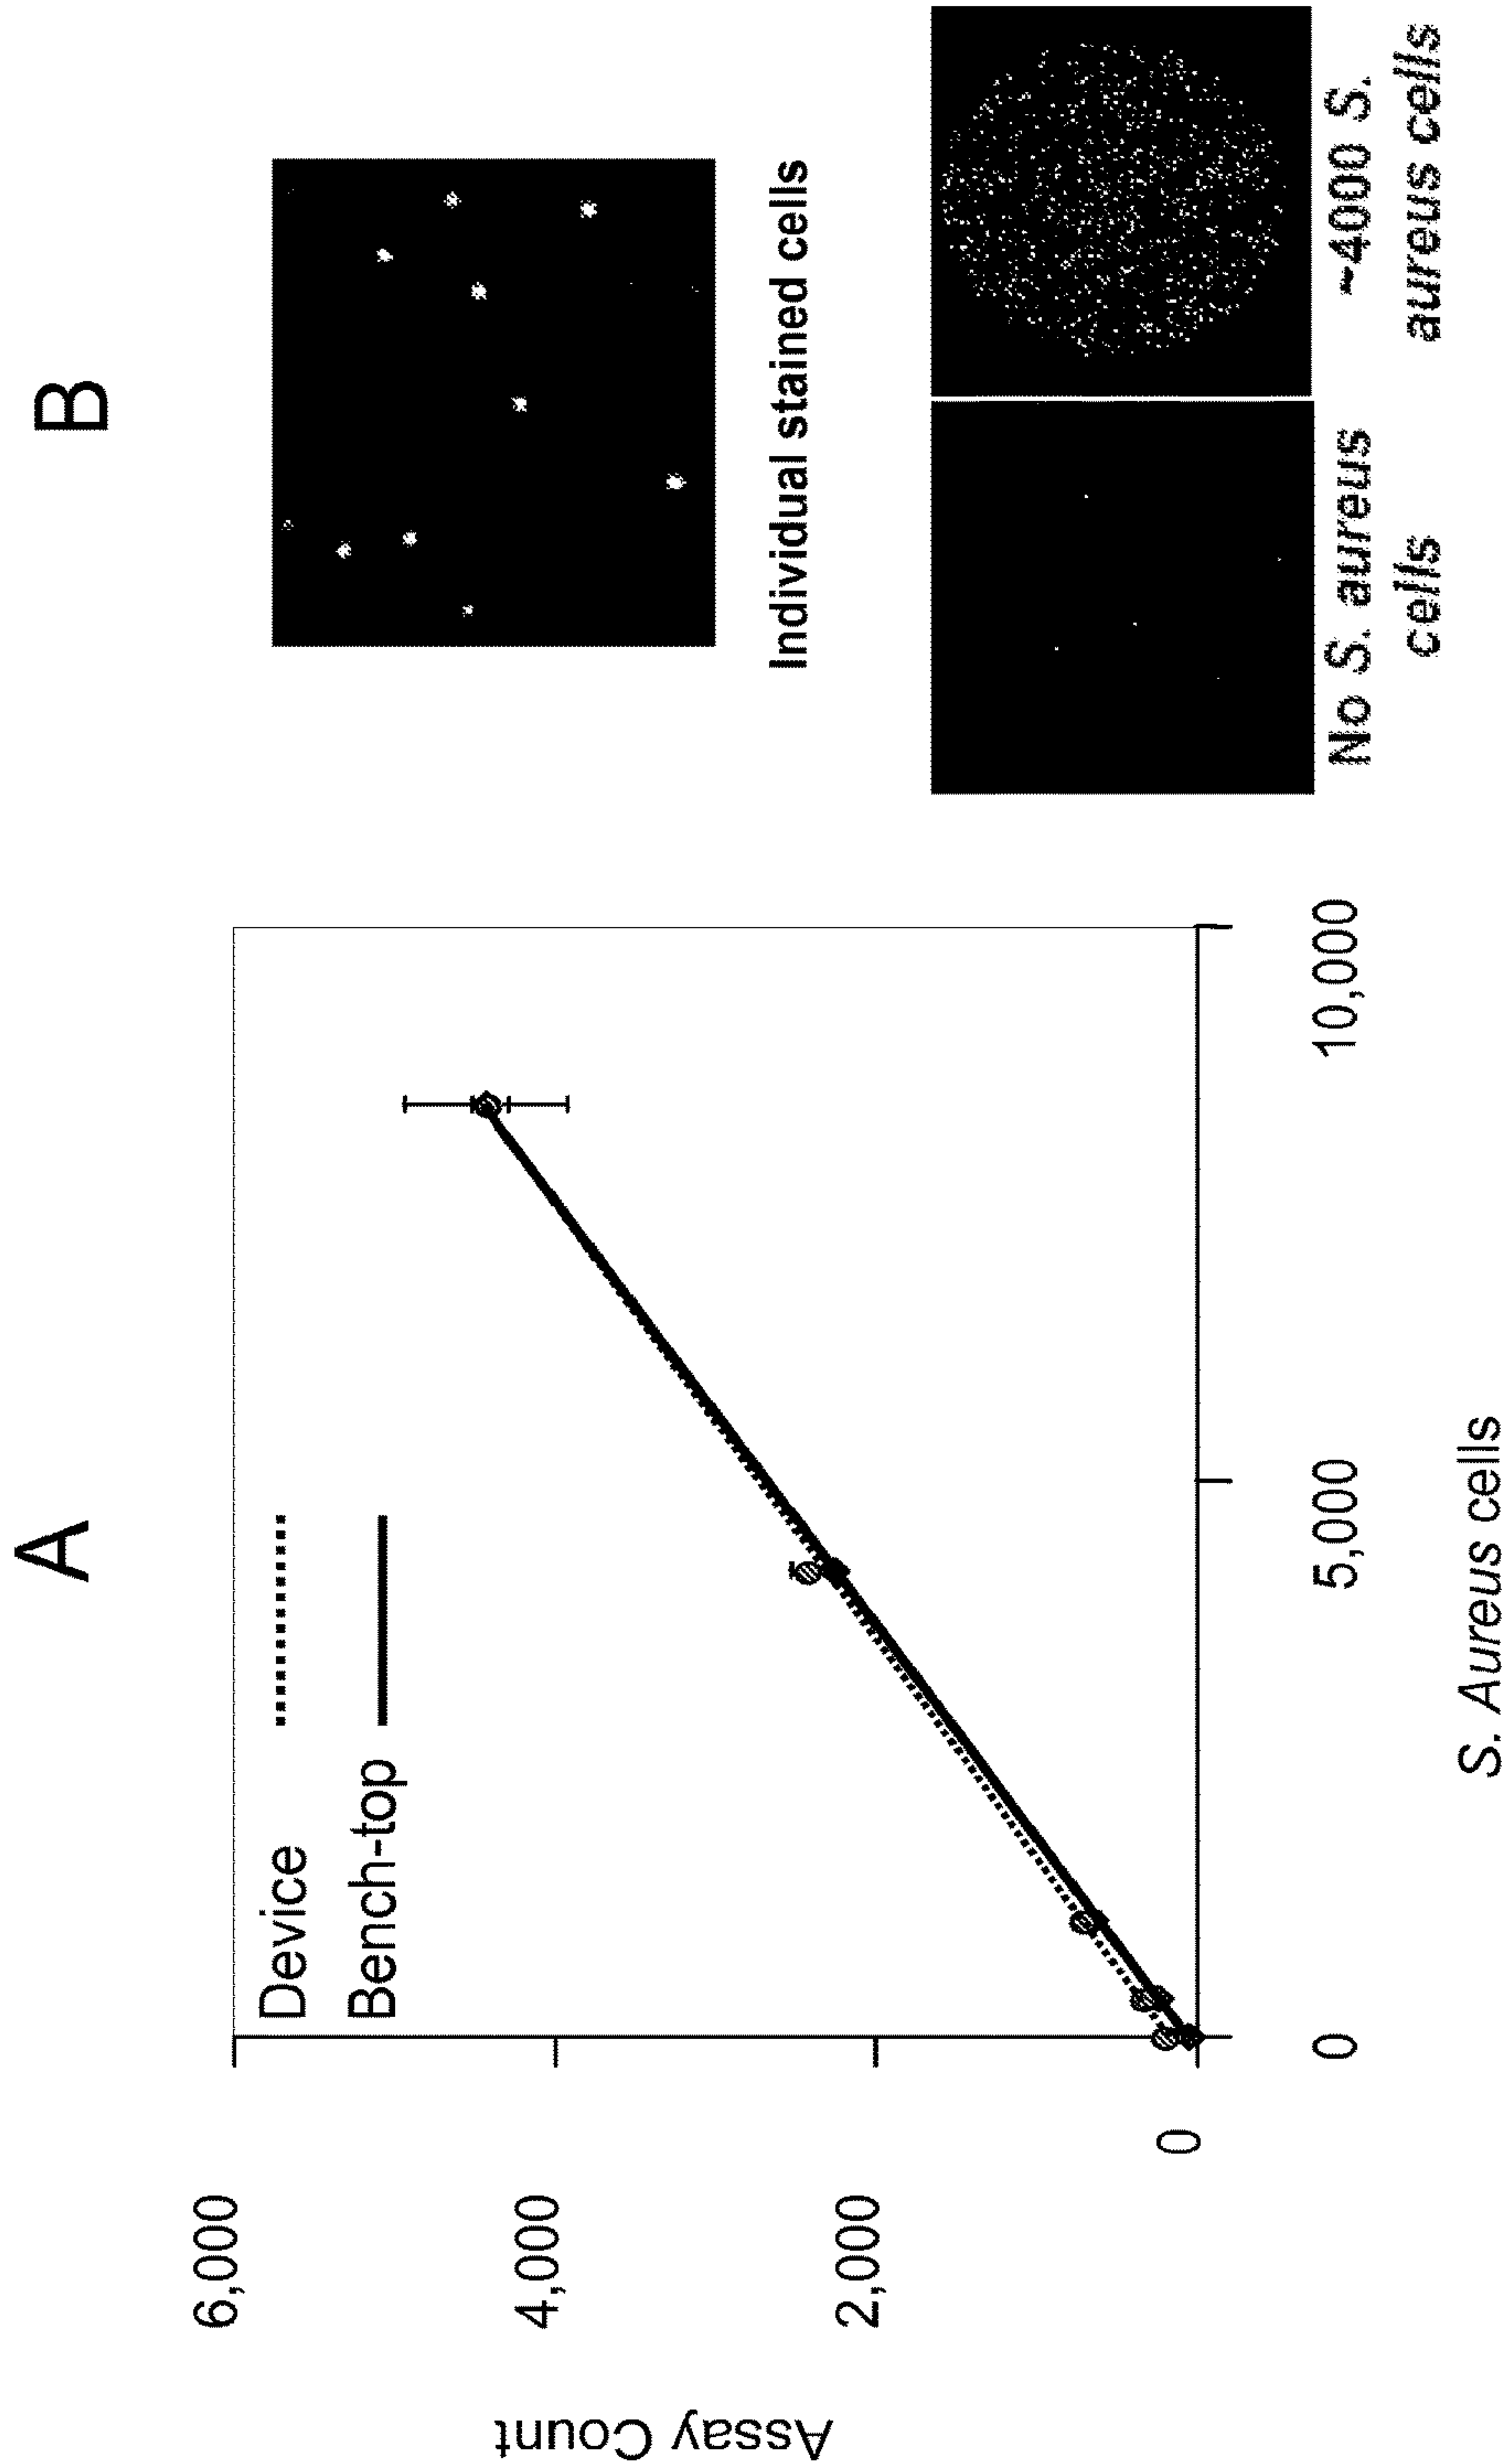 A
6,000
4,000
2,000
0
Assay Count
Device
Bench-top
0
5,000
10,000
S. Aureus cells
B
Individual stained cells
No S. aureus
cells
~4000 S.
aureus cells